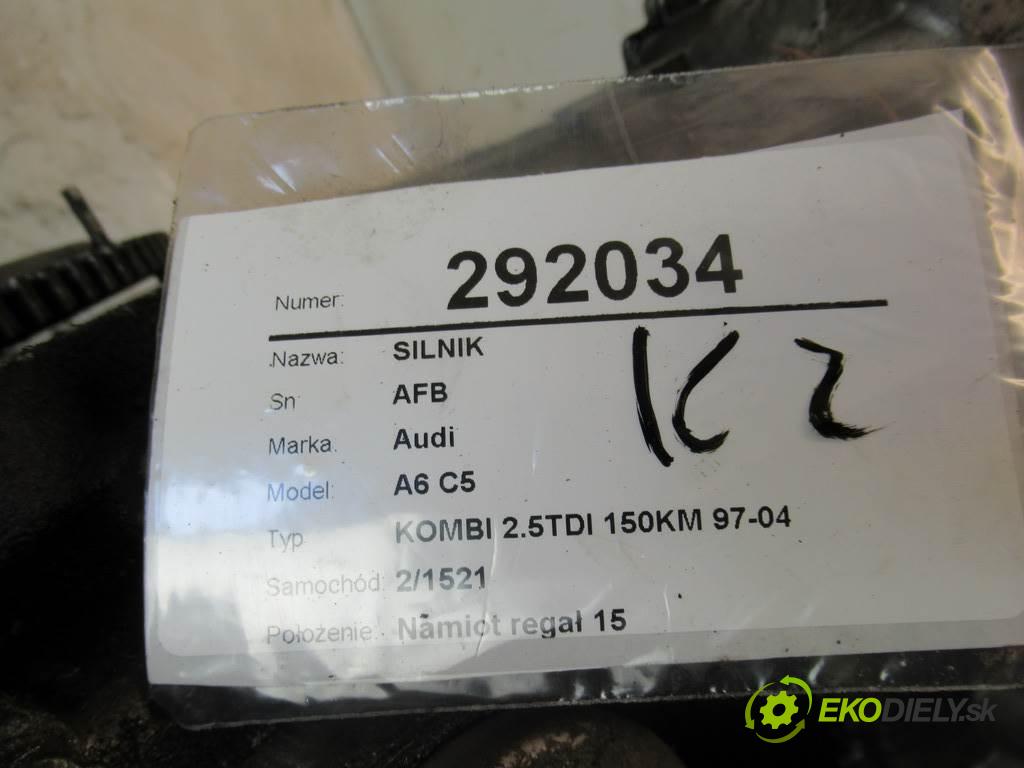 Numer: 292034
Nazwa: SILNIK
Sn AFB
Marka: Audi
Model: A6 C5
Typ KOMBI 2.5TDI 150KM 97-04
Samochód: 2/1521
Położenie: Namiot regał 15
K2
EKODIELY.sk